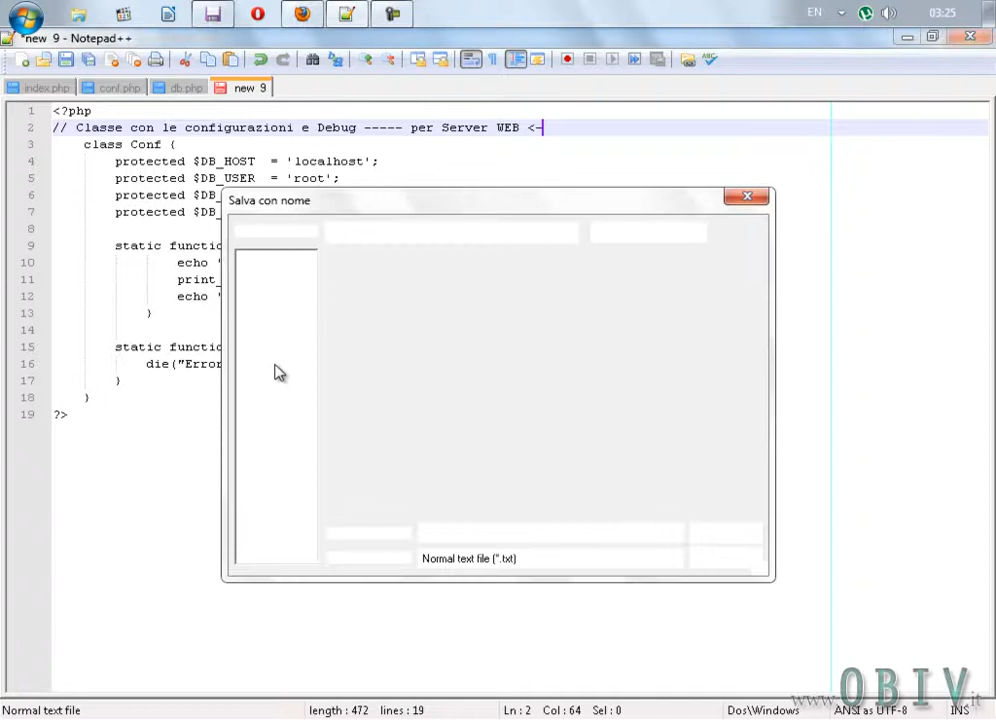 EN 03:25
*new 9 - Notepad++
index.php conf.php db.php new 9
1 <?php
2 // Classe con le configurazioni e Debug ----- per Server WEB <-
3 class Conf {
4 protected $DB_HOST = 'localhost';
5 protected $DB_USER = 'root';
6 protected $DB_
7 protected $DB_
8
9 static functio
10 echo '
11 print_
12 echo '
13 }
14
15 static functio
16 die("Error
17 }
18 }
19 ?>
Salva con nome
Normal text file (*.txt)
www.OBIV.it
Normal text file length : 472 lines : 19 Ln : 2 Col : 64 Sel : 0 Dos\Windows ANSI as UTF-8 INS